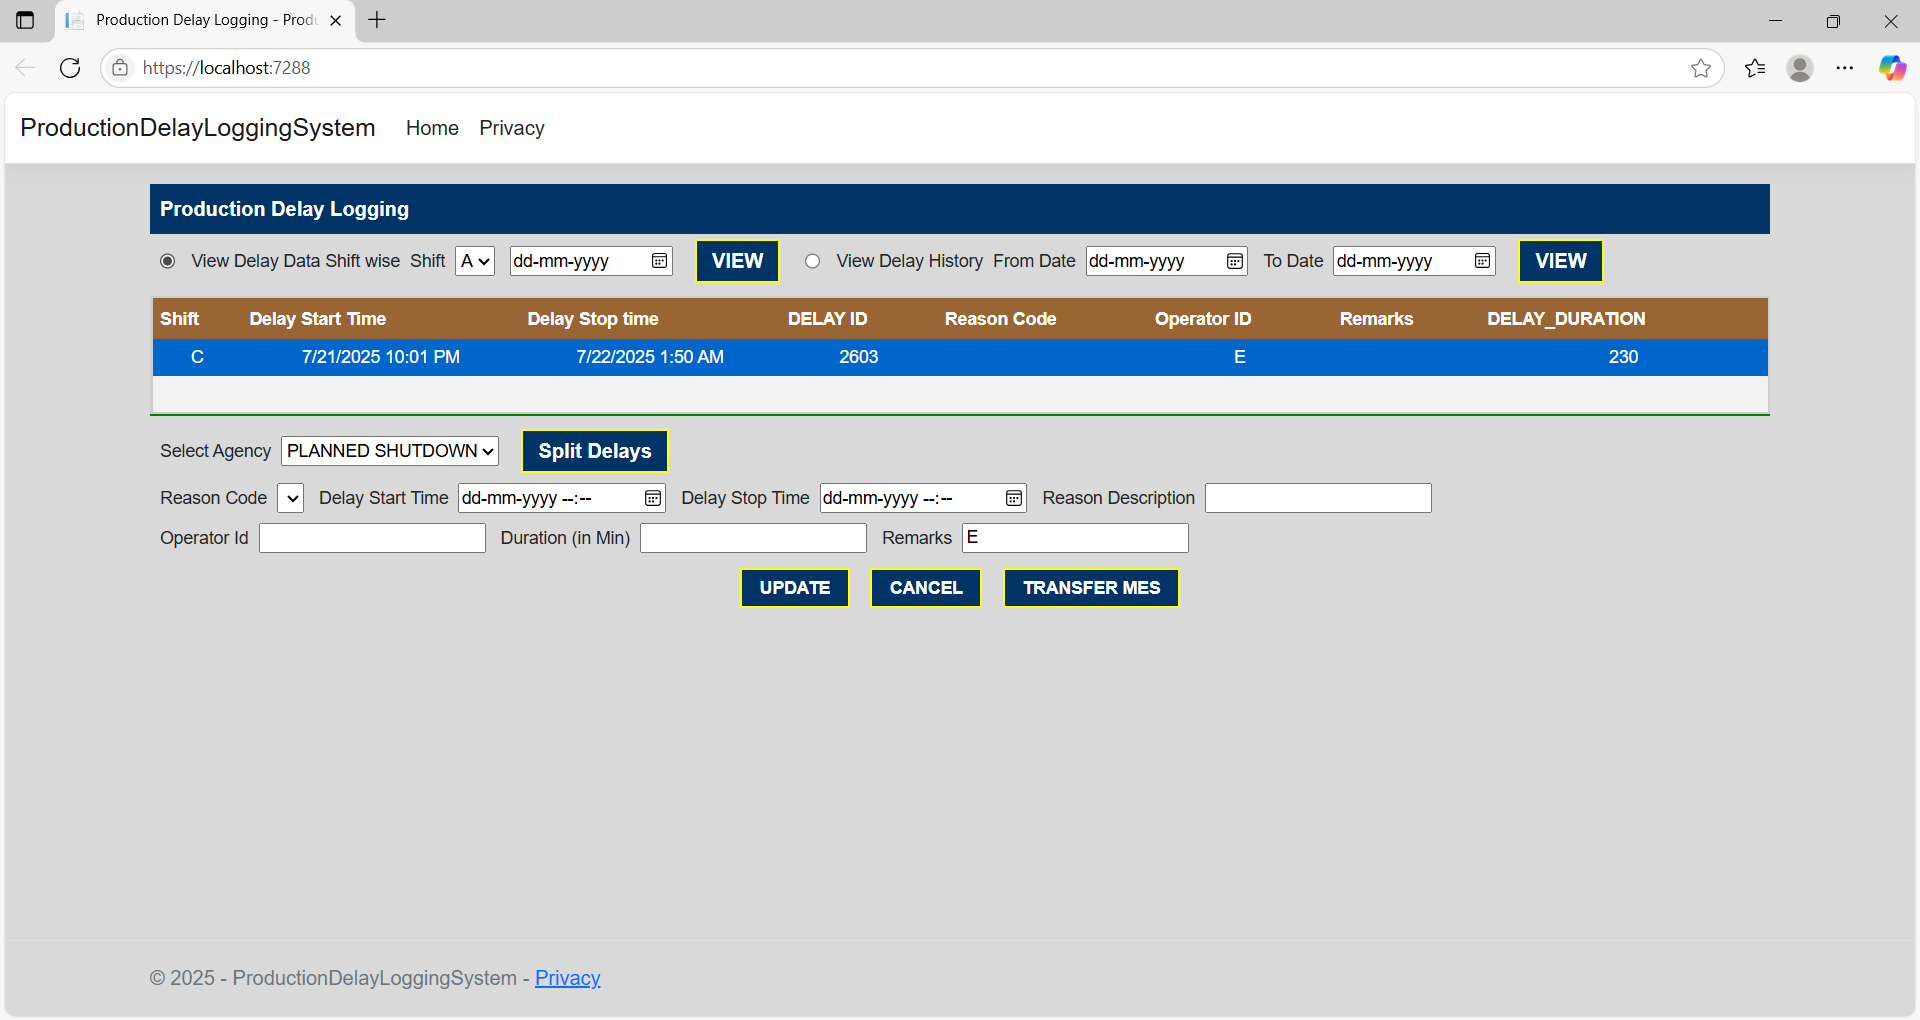 Production Delay Logging - Produ
https://localhost:7288
ProductionDelayLoggingSystem Home Privacy
Production Delay Logging
View Delay Data Shift wise Shift A dd-mm-yyyy VIEW View Delay History From Date dd-mm-yyyy To Date dd-mm-yyyy VIEW
Shift Delay Start Time Delay Stop time DELAY ID Reason Code Operator ID Remarks DELAY_DURATION
C 7/21/2025 10:01 PM 7/22/2025 1:50 AM 2603 E 230
Select Agency PLANNED SHUTDOWN Split Delays
Reason Code Delay Start Time dd-mm-yyyy --:-- Delay Stop Time dd-mm-yyyy --:-- Reason Description
Operator Id Duration (in Min) Remarks E
UPDATE CANCEL TRANSFER MES
© 2025 - ProductionDelayLoggingSystem - Privacy